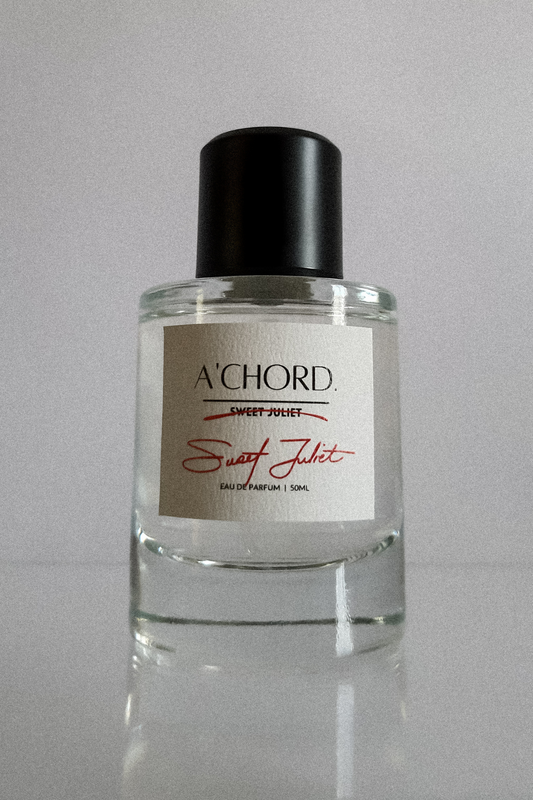 A'CHORD.
SWEET JULIET
Sweet Juliet
EAU DE PARFUM | 50ML